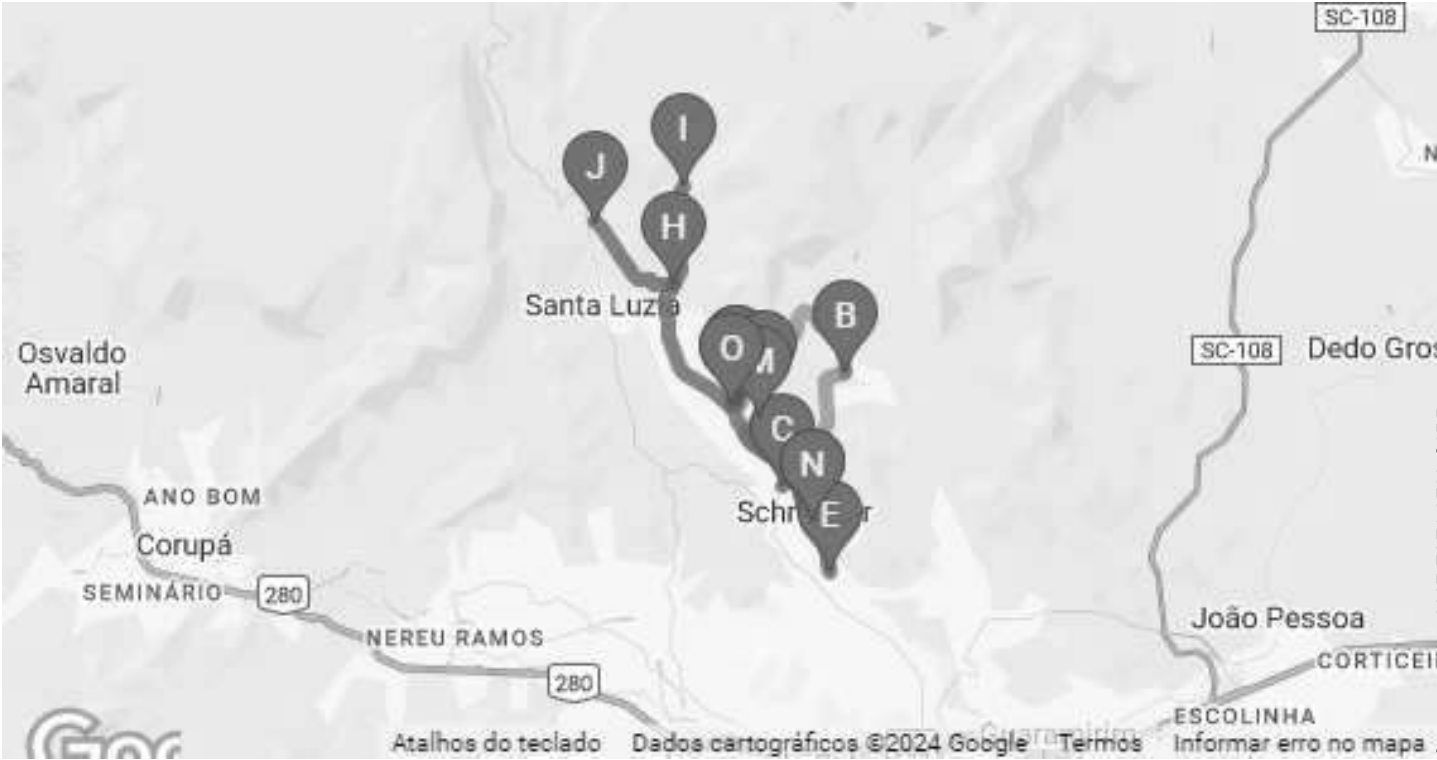 SC-108
I
J
H
Santa Luzia
B
O
M
SC-108
Dedo Gros
Osvaldo
Amaral
C
N
ANO BOM
E
Corupá
SEMINÁRIO
280
João Pessoa
NEREU RAMOS
CORTICEI
280
ESCOLINHA
Goo
Atalhos do teclado
Dados cartográficos ©2024 Google
Termos
Informar erro no mapa